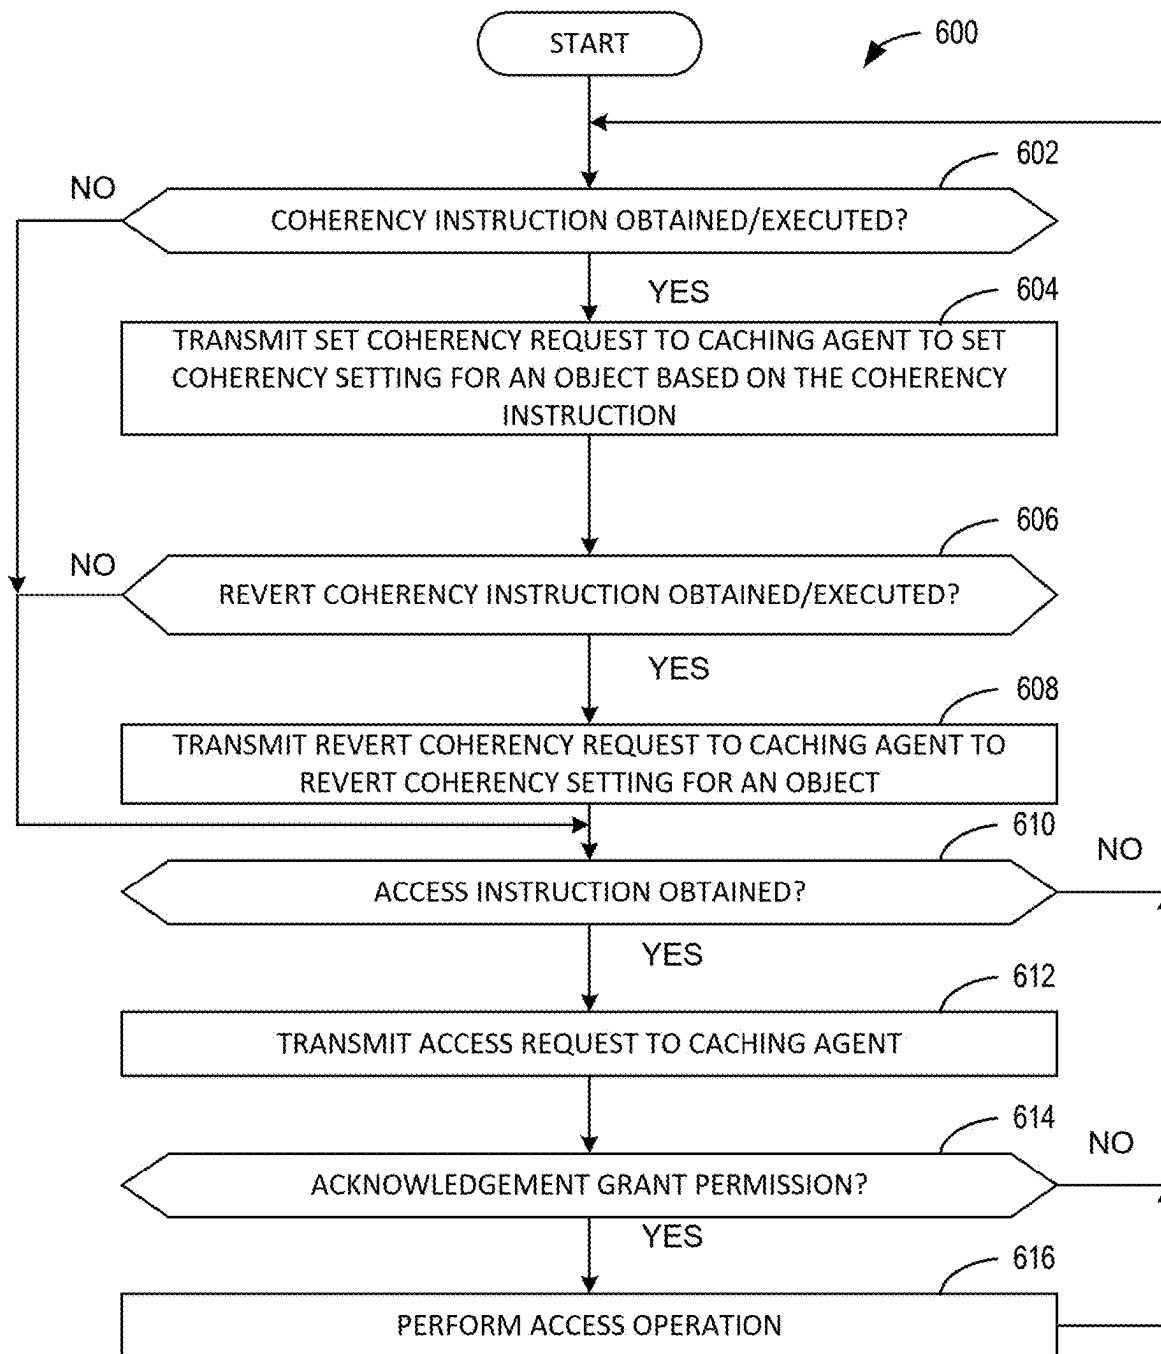 START
600
602
NO
COHERENCY INSTRUCTION OBTAINED/EXECUTED?
YES
604
TRANSMIT SET COHERENCY REQUEST TO CACHING AGENT TO SET
COHERENCY SETTING FOR AN OBJECT BASED ON THE COHERENCY
INSTRUCTION
606
NO
REVERT COHERENCY INSTRUCTION OBTAINED/EXECUTED?
YES
608
TRANSMIT REVERT COHERENCY REQUEST TO CACHING AGENT TO
REVERT COHERENCY SETTING FOR AN OBJECT
610
NO
ACCESS INSTRUCTION OBTAINED?
YES
612
TRANSMIT ACCESS REQUEST TO CACHING AGENT
614
NO
ACKNOWLEDGEMENT GRANT PERMISSION?
YES
616
PERFORM ACCESS OPERATION